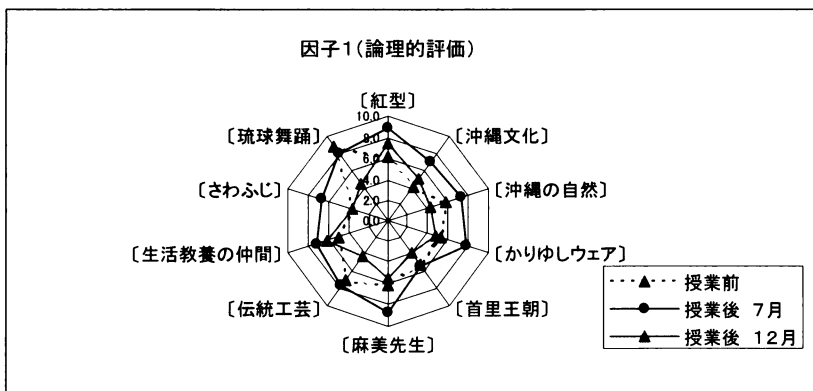 因子1(論理的評価)
〔紅型〕
〔沖縄文化〕
〔沖縄の自然〕
〔かりゆしウェア〕
〔首里王朝〕
〔麻美先生〕
〔伝統工芸〕
〔生活教養の仲間〕
〔さわふじ〕
〔琉球舞踊〕
10.0
8.0
6.0
4.0
2.0
0.0
授業前
授業後 7月
授業後 12月